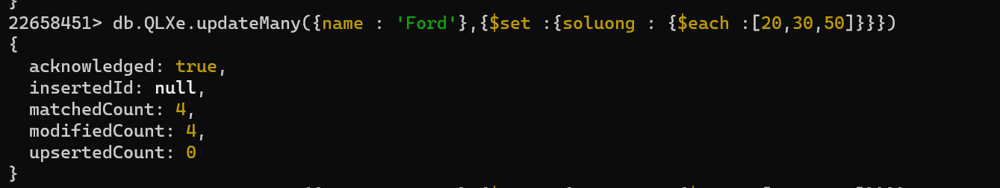 }
22658451> db.QLXe.updateMany({name : 'Ford'},{$set :{soluong : {$each :[20,30,50]}}})
{
  acknowledged: true,
  insertedId: null,
  matchedCount: 4,
  modifiedCount: 4,
  upsertedCount: 0
}